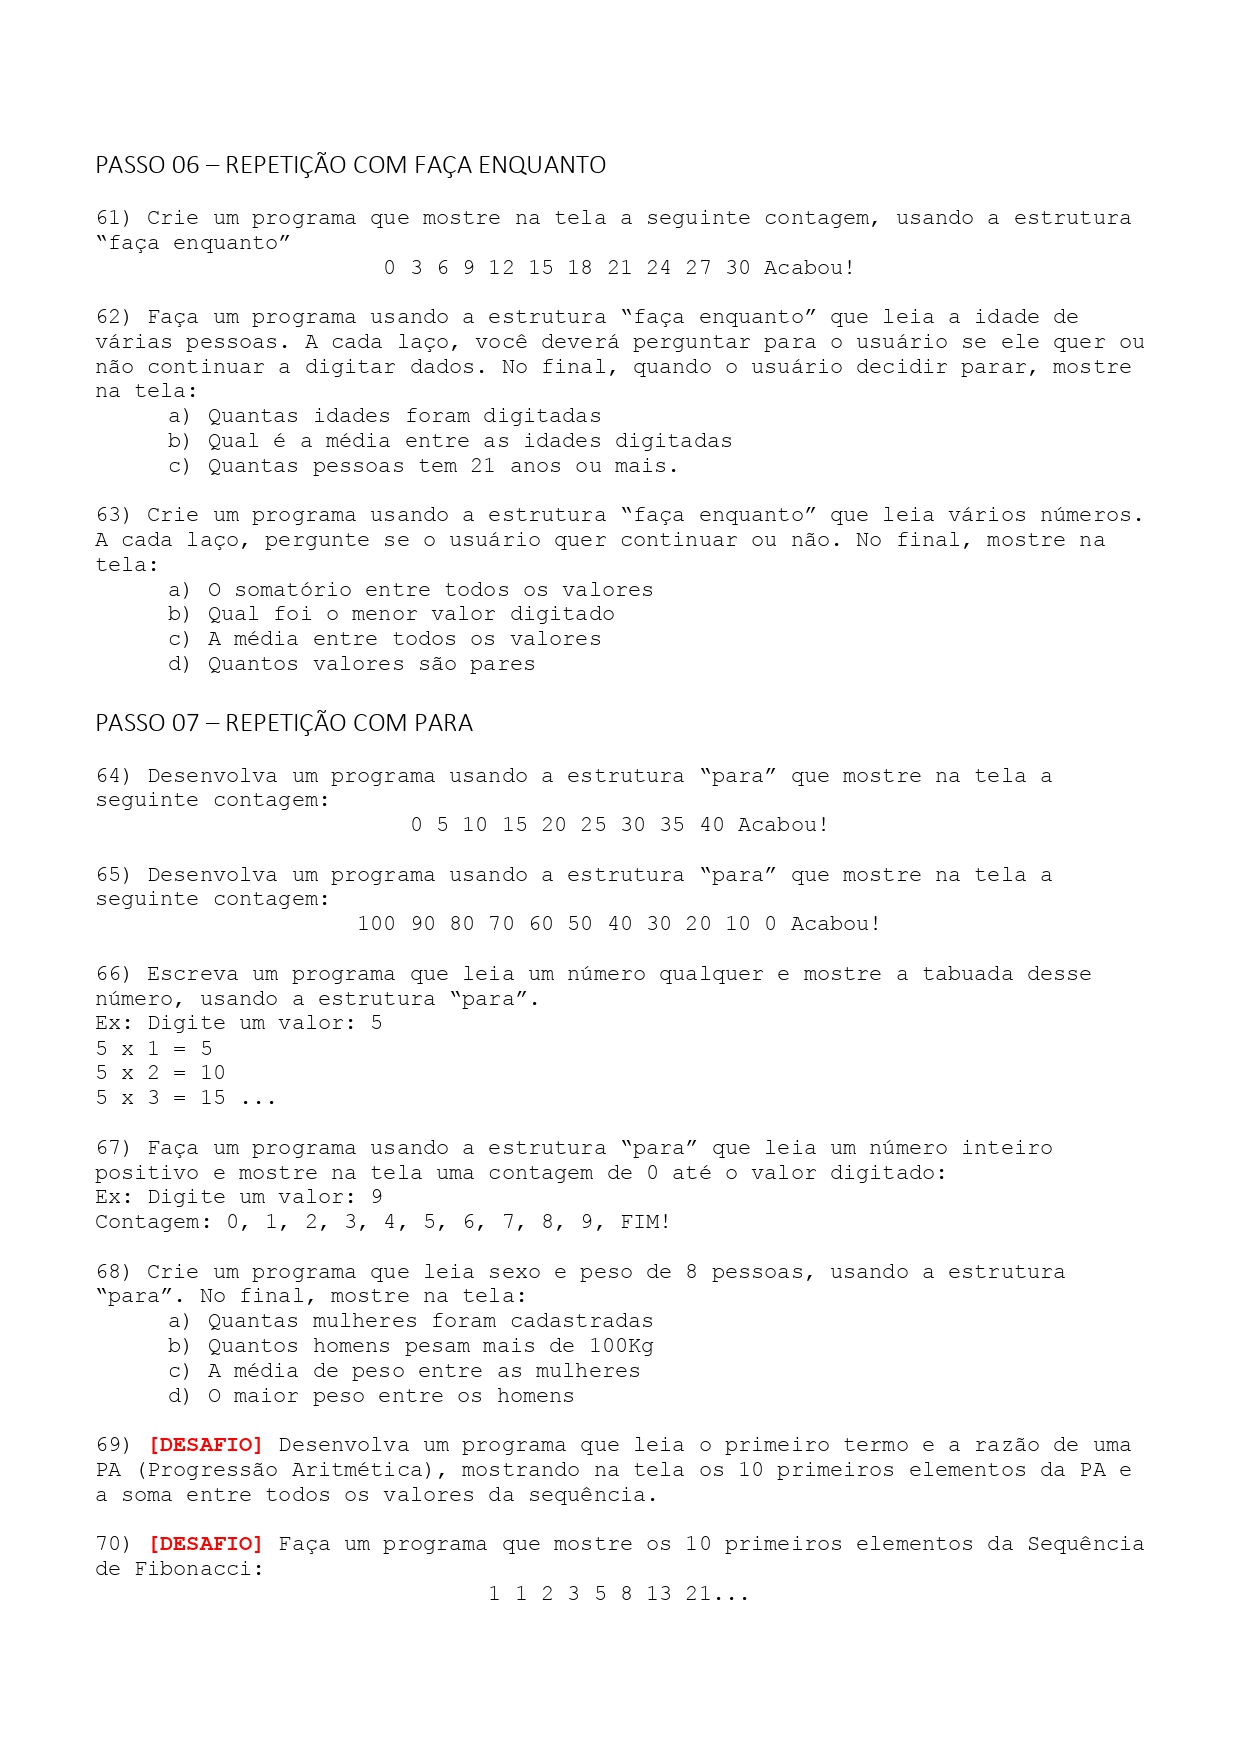 PASSO 06 – REPETIÇÃO COM FAÇA ENQUANTO
61) Crie um programa que mostre na tela a seguinte contagem, usando a estrutura
“faça enquanto”
0 3 6 9 12 15 18 21 24 27 30 Acabou!
62) Faça um programa usando a estrutura “faça enquanto” que leia a idade de
várias pessoas. A cada laço, você deverá perguntar para o usuário se ele quer ou
não continuar a digitar dados. No final, quando o usuário decidir parar, mostre
na tela:
a) Quantas idades foram digitadas
b) Qual é a média entre as idades digitadas
c) Quantas pessoas tem 21 anos ou mais.
63) Crie um programa usando a estrutura “faça enquanto” que leia vários números.
A cada laço, pergunte se o usuário quer continuar ou não. No final, mostre na
tela:
a) O somatório entre todos os valores
b) Qual foi o menor valor digitado
c) A média entre todos os valores
d) Quantos valores são pares
PASSO 07 – REPETIÇÃO COM PARA
64) Desenvolva um programa usando a estrutura “para” que mostre na tela a
seguinte contagem:
0 5 10 15 20 25 30 35 40 Acabou!
65) Desenvolva um programa usando a estrutura “para” que mostre na tela a
seguinte contagem:
100 90 80 70 60 50 40 30 20 10 0 Acabou!
66) Escreva um programa que leia um número qualquer e mostre a tabuada desse
número, usando a estrutura “para”.
Ex: Digite um valor: 5
5 x 1 = 5
5 x 2 = 10
5 x 3 = 15 ...
67) Faça um programa usando a estrutura “para” que leia um número inteiro
positivo e mostre na tela uma contagem de 0 até o valor digitado:
Ex: Digite um valor: 9
Contagem: 0, 1, 2, 3, 4, 5, 6, 7, 8, 9, FIM!
68) Crie um programa que leia sexo e peso de 8 pessoas, usando a estrutura
“para”. No final, mostre na tela:
a) Quantas mulheres foram cadastradas
b) Quantos homens pesam mais de 100Kg
c) A média de peso entre as mulheres
d) O maior peso entre os homens
69) [DESAFIO] Desenvolva um programa que leia o primeiro termo e a razão de uma
PA (Progressão Aritmética), mostrando na tela os 10 primeiros elementos da PA e
a soma entre todos os valores da sequência.
70) [DESAFIO] Faça um programa que mostre os 10 primeiros elementos da Sequência
de Fibonacci:
1 1 2 3 5 8 13 21...